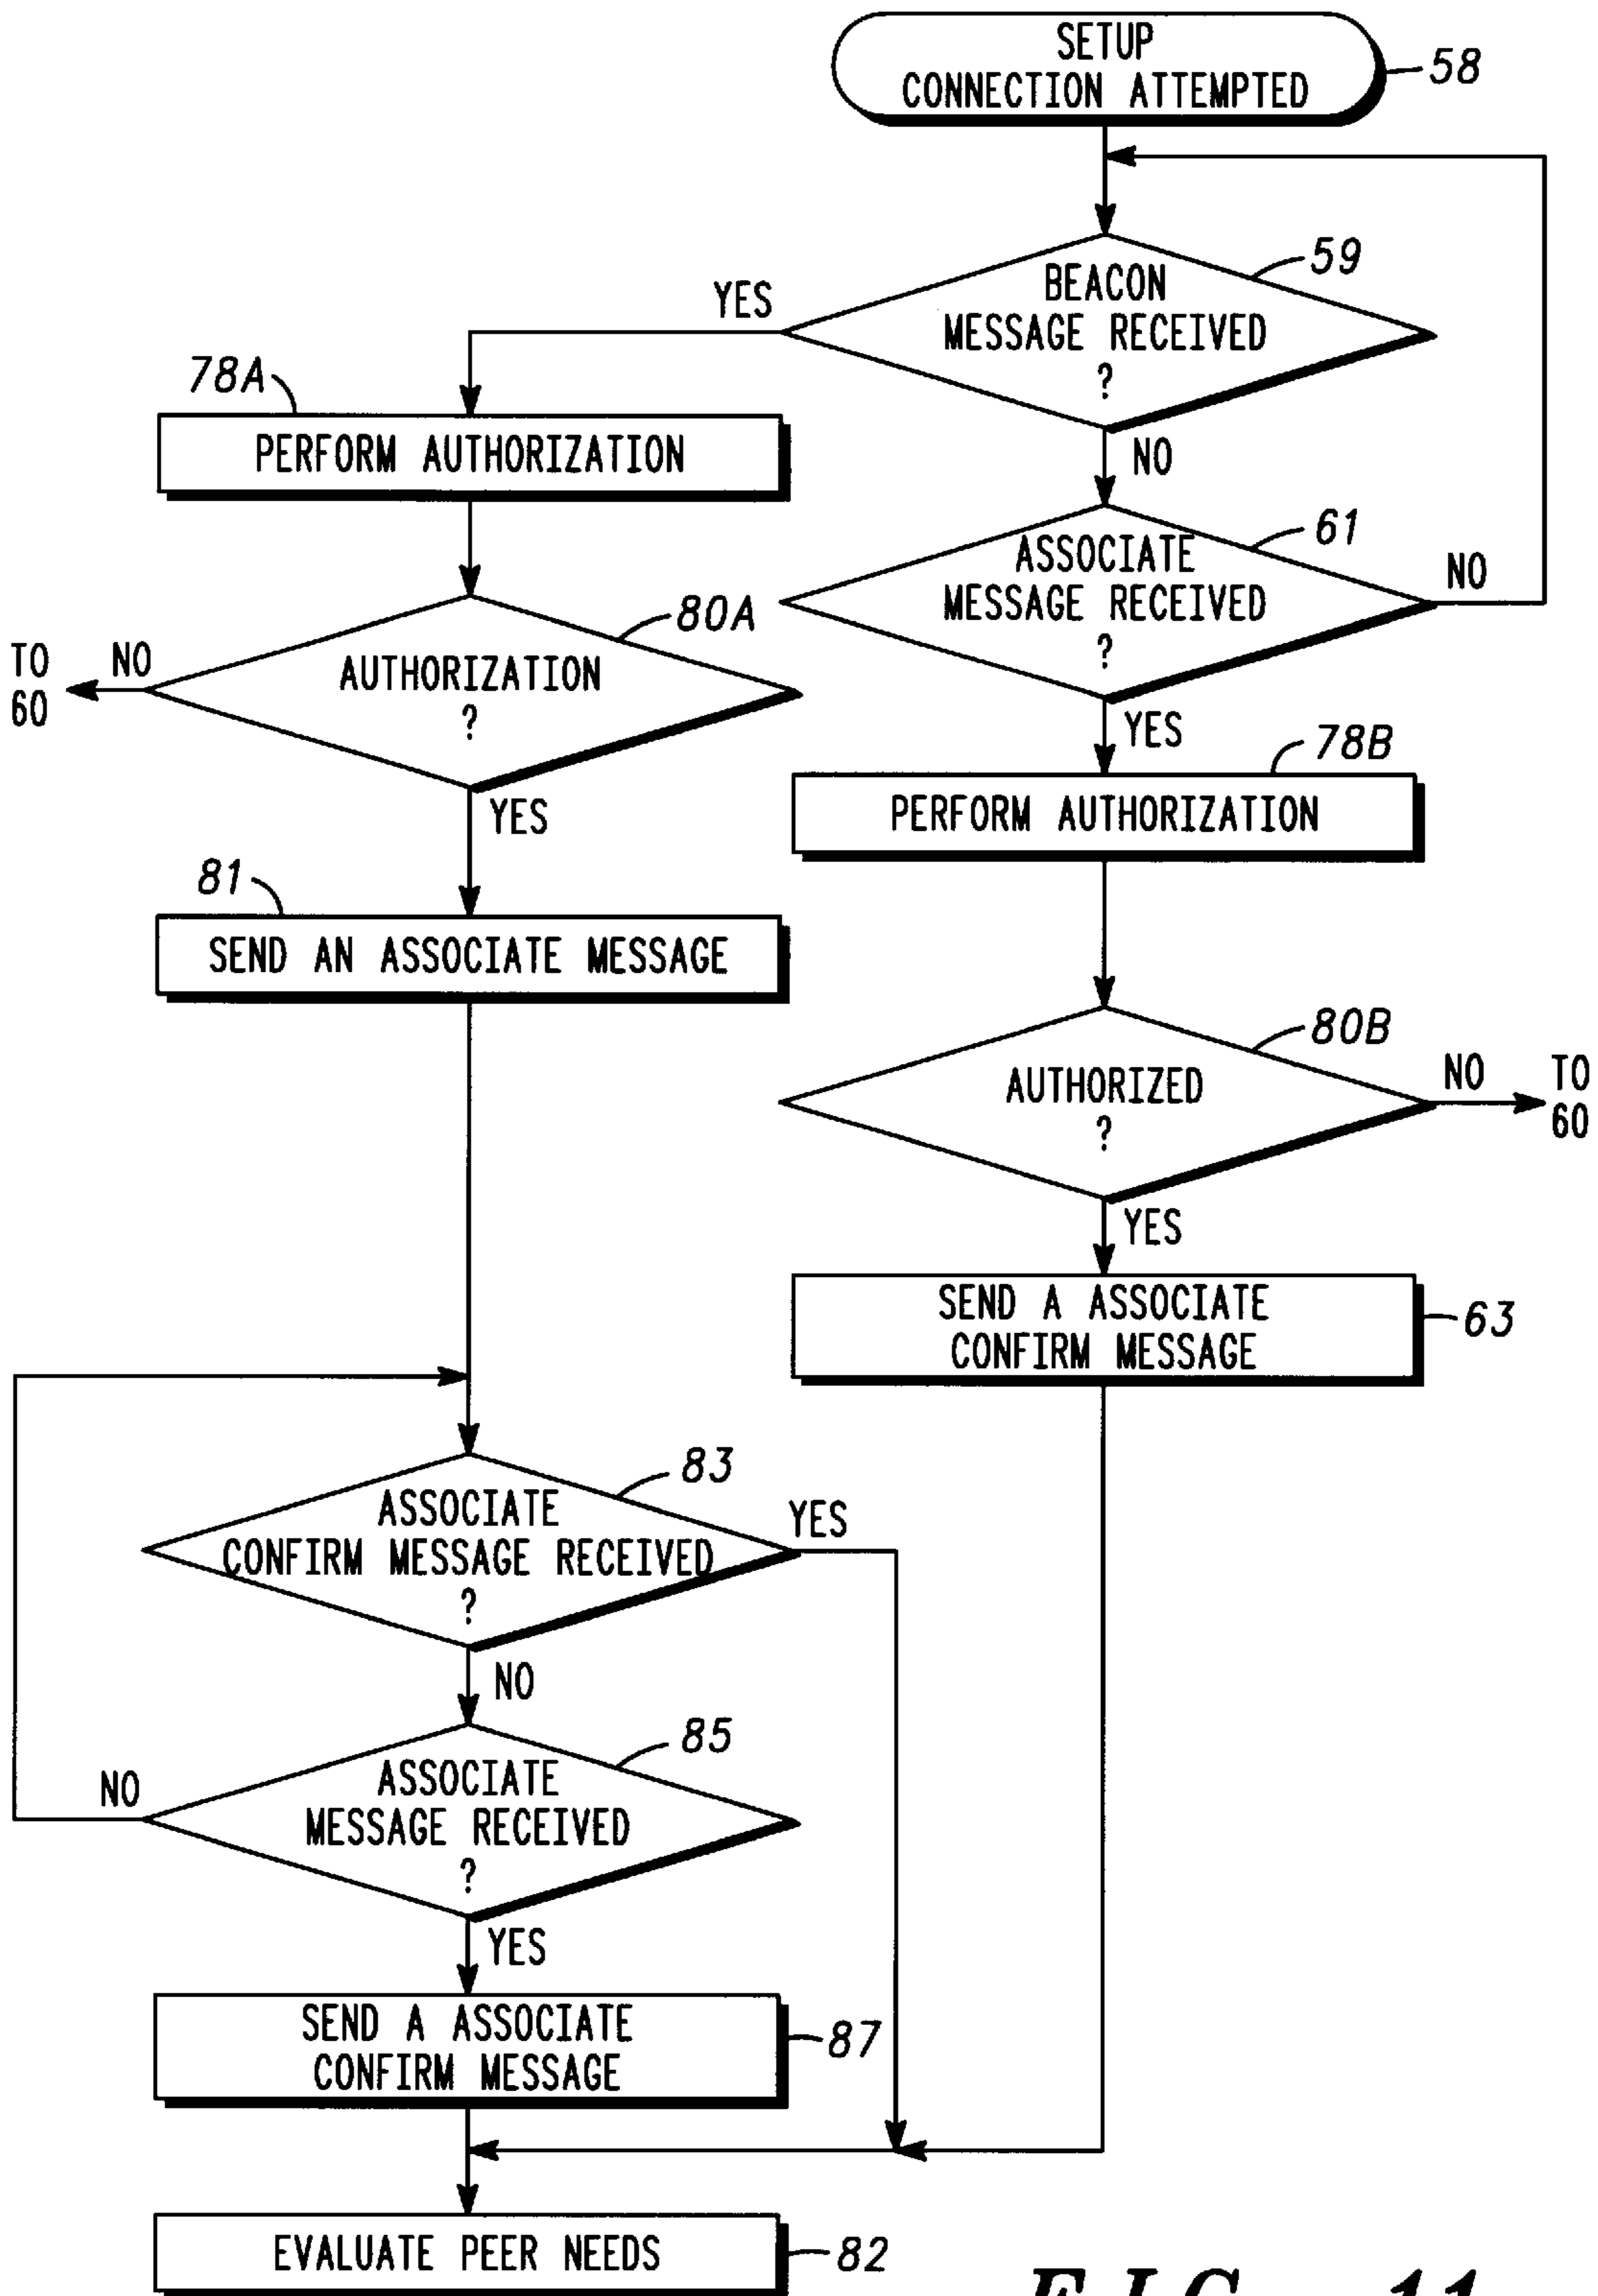 SETUP
CONNECTION ATTEMPTED
58
BEACON
MESSAGE RECEIVED
?
59
YES
NO
78A
PERFORM AUTHORIZATION
ASSOCIATE
MESSAGE RECEIVED
?
61
NO
YES
80A
AUTHORIZATION
?
NO
TO
60
YES
78B
PERFORM AUTHORIZATION
81
SEND AN ASSOCIATE MESSAGE
80B
AUTHORIZED
?
NO
TO
60
YES
SEND A ASSOCIATE
CONFIRM MESSAGE
63
83
ASSOCIATE
CONFIRM MESSAGE RECEIVED
?
YES
NO
85
ASSOCIATE
MESSAGE RECEIVED
?
NO
YES
SEND A ASSOCIATE
CONFIRM MESSAGE
87
EVALUATE PEER NEEDS
82
FIG. 11